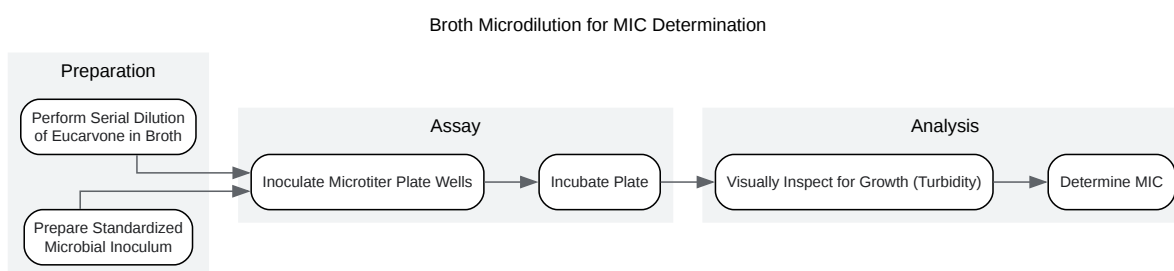 Broth Microdilution for MIC Determination
Preparation
Perform Serial Dilution
of Eucarvone in Broth
Prepare Standardized
Microbial Inoculum
Assay
Inoculate Microtiter Plate Wells
Incubate Plate
Analysis
Visually Inspect for Growth (Turbidity)
Determine MIC